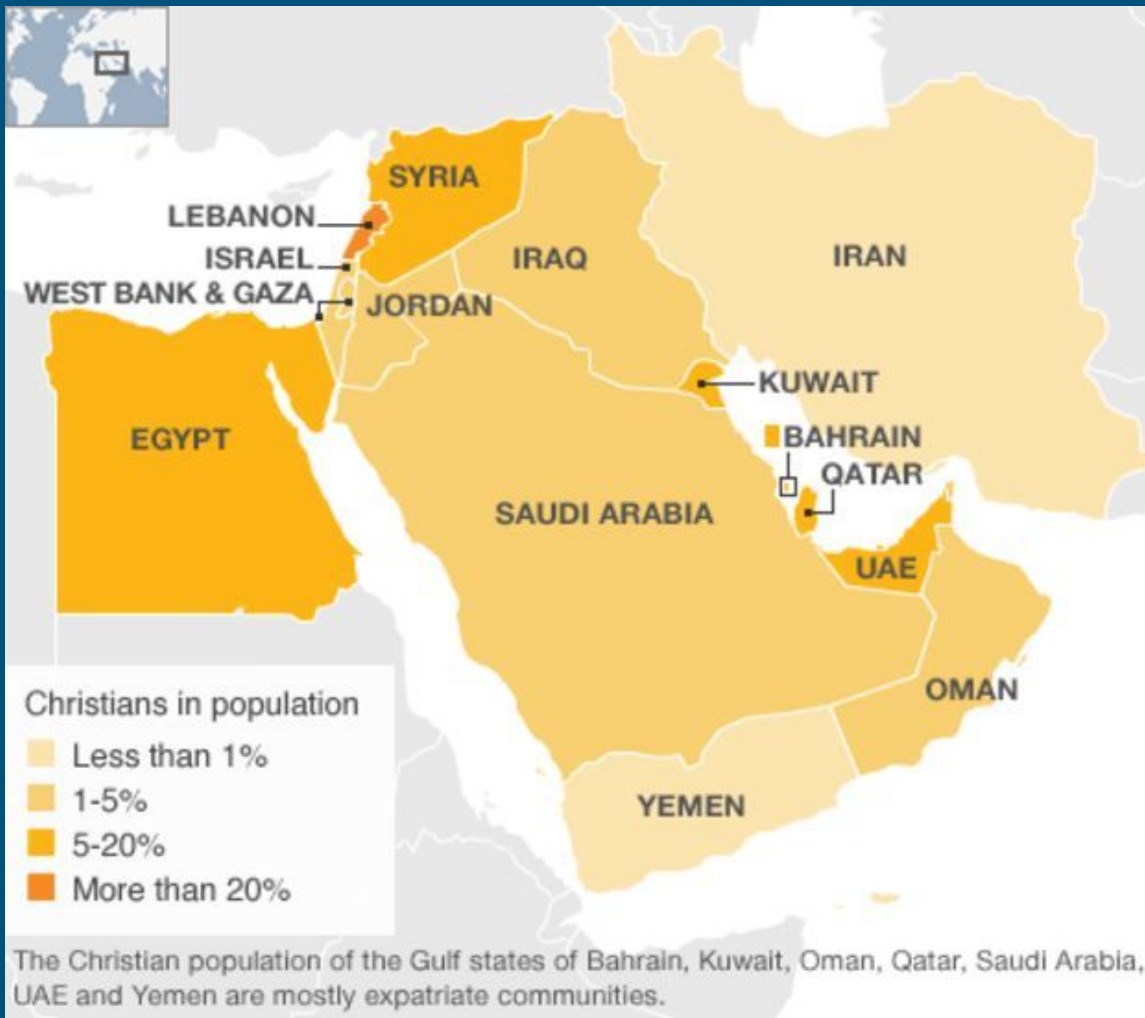 SYRIA
LEBANON
ISRAEL
IRAQ
IRAN
WEST BANK & GAZA
JORDAN
KUWAIT
EGYPT
BAHRAIN
QATAR
SAUDI ARABIA
UAE
OMAN
YEMEN
Christians in population
Less than 1%
1-5%
5-20%
More than 20%
The Christian population of the Gulf states of Bahrain, Kuwait, Oman, Qatar, Saudi Arabia,
UAE and Yemen are mostly expatriate communities.